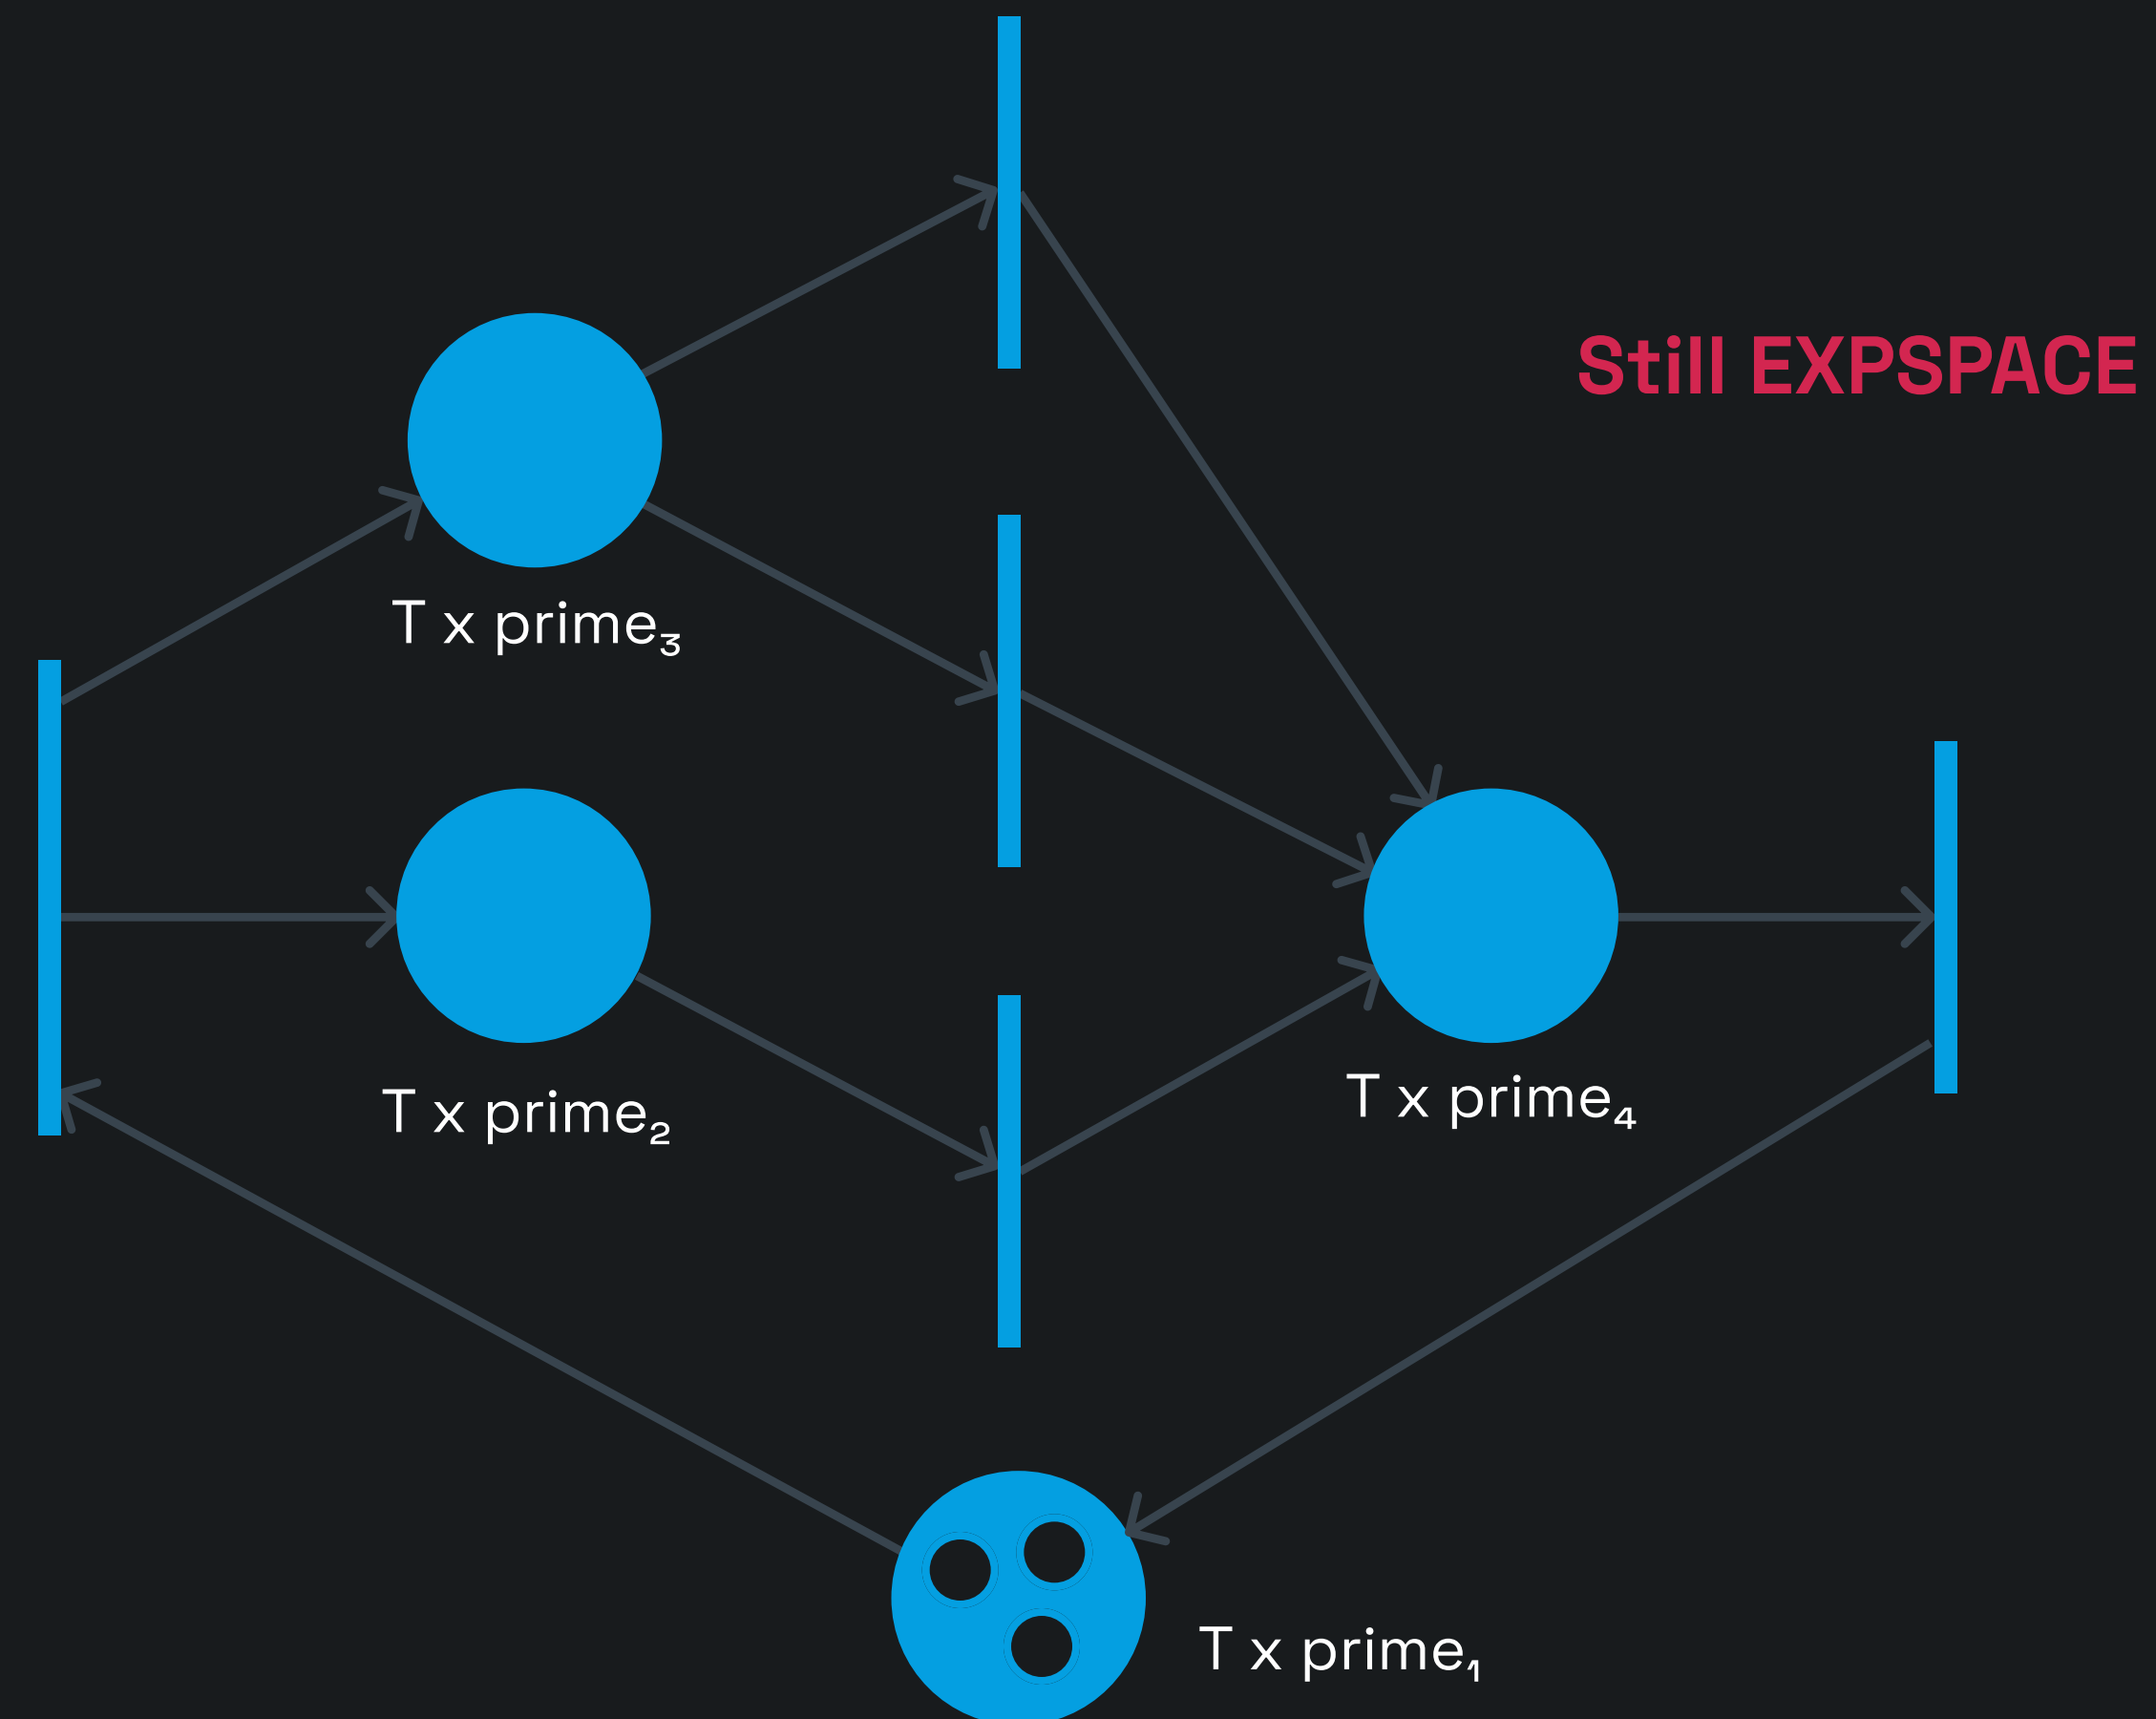 Still EXPSPACE
T x prime₃
T x prime₂
T x prime₄
T x prime₁